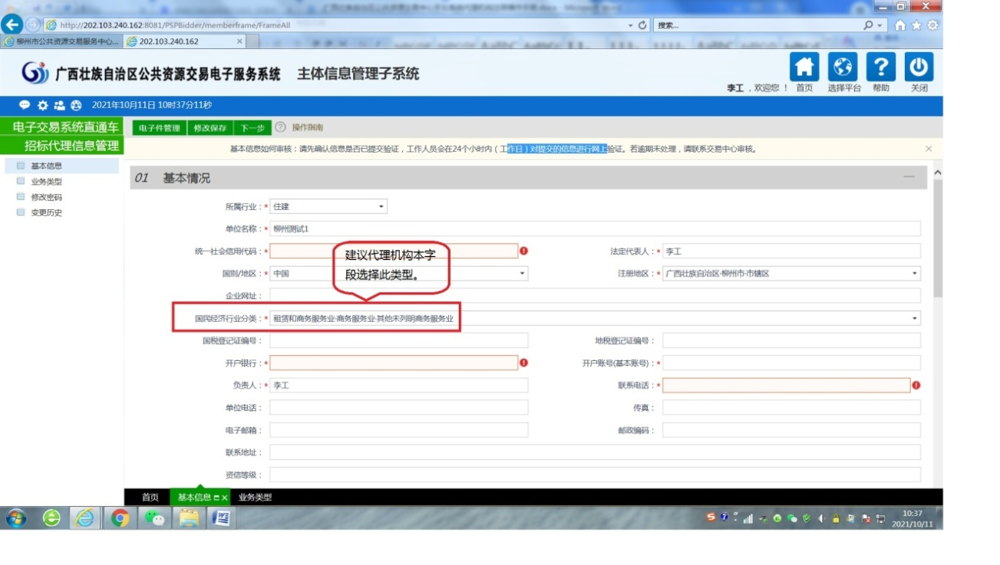 http://202.103.240.162:8081/PSPBidder/memberframe/FrameAll
搜索...
柳州市公共资源交易服务中心...
202.103.240.162
广西壮族自治区公共资源交易电子服务系统 主体信息管理子系统
李工，欢迎您！ 首页 选择平台 帮助 关闭
2021年10月11日 10时37分11秒
电子交易系统直通车
电子件管理 修改保存 下一步 操作指南
招标代理信息管理
基本信息如何审核：请先确认信息是否已提交验证，工作人员会在24个小时内（工作日）对提交的信息进行网上验证。若逾期未处理，请联系交易中心审核。
基本信息
业务类型
修改密码
变更历史
01 基本情况
所属行业：* 住建
单位名称：* 柳州测试1
统一社会信用代码：*
法定代表人：* 李工
建议代理机构本字
段选择此类型。
国别/地区：* 中国
注册地区：* 广西壮族自治区·柳州市·市辖区
企业网址：
国民经济行业分类：* 租赁和商务服务业·商务服务业·其他未列明商务服务业
国税登记证编号：
地税登记证编号：
开户银行：*
开户账号(基本账号)：*
负责人：* 李工
联系电话：*
单位电话：
传真：
电子邮箱：
邮政编码：
联系地址：
资信等级：
首页 基本信息 业务类型
10:37
2021/10/11